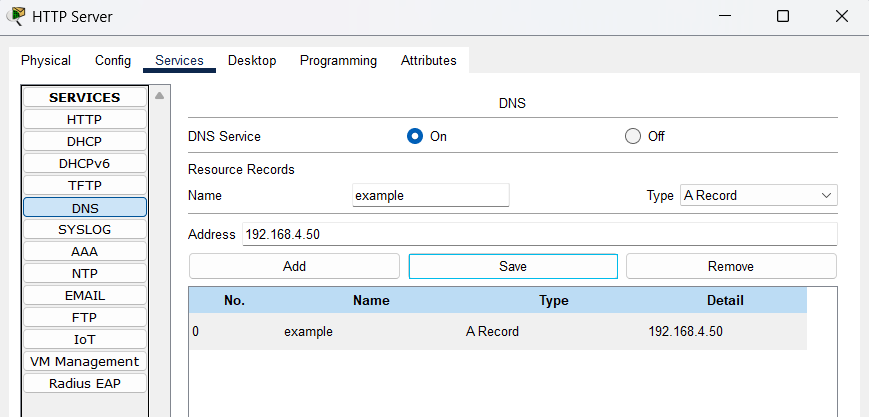 HTTP Server
Physical Config Services Desktop Programming Attributes
SERVICES
HTTP
DHCP
DHCPv6
TFTP
DNS
SYSLOG
AAA
NTP
EMAIL
FTP
IoT
VM Management
Radius EAP
DNS
DNS Service On Off
Resource Records
Name example Type A Record
Address 192.168.4.50
Add Save Remove
No. Name Type Detail
0 example A Record 192.168.4.50